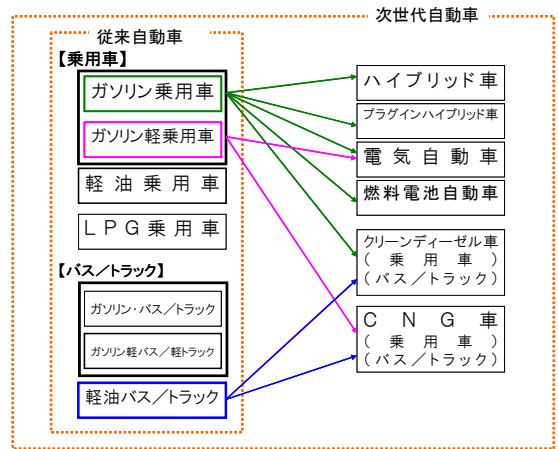 次世代自動車
従来自動車
【乗用車】
ガソリン乗用車
ガソリン軽乗用車
軽油乗用車
LPG乗用車
【バス/トラック】
ガソリン・バス/トラック
ガソリン軽バス/軽トラック
軽油バス/トラック
ハイブリッド車
プラグインハイブリッド車
電気自動車
燃料電池自動車
クリーンディーゼル車
(乗用車)
(バス/トラック)
CNG車
(乗用車)
(バス/トラック)